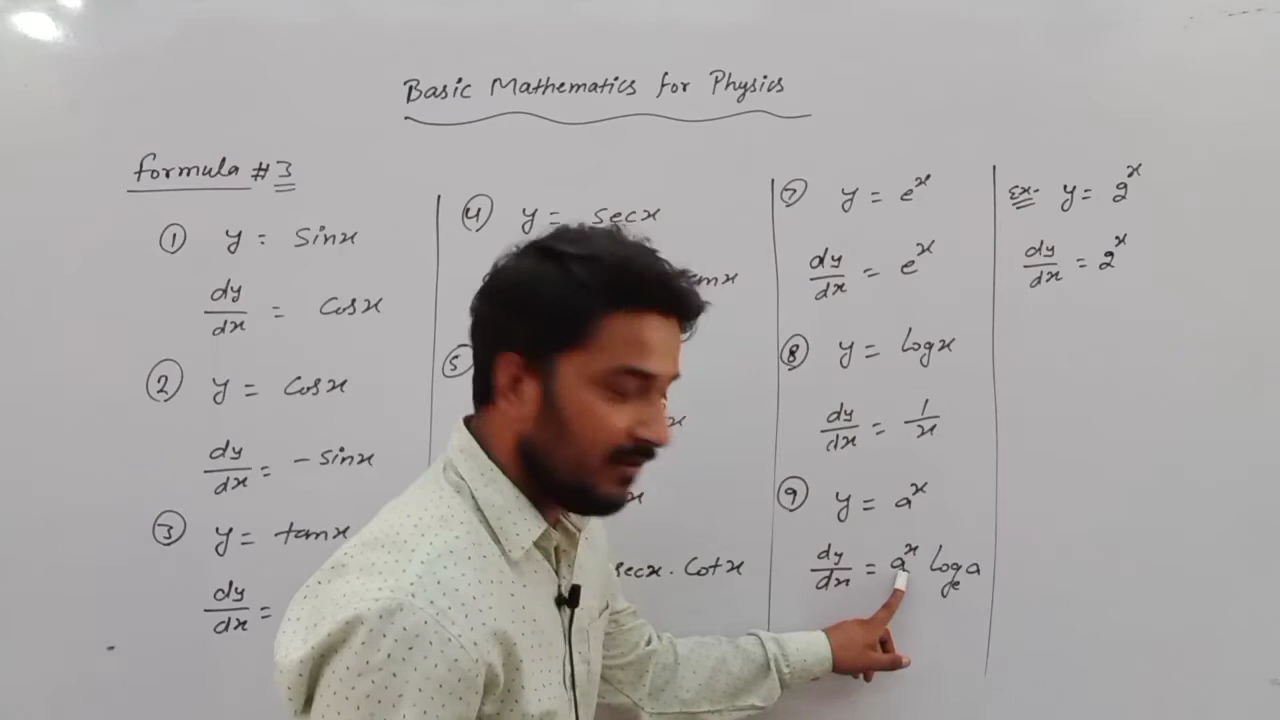 Basic Mathematics for Physics
Formula #3
① y = Sinx
dy/dx = Cosx
② y = Cosx
dy/dx = - Sinx
③ y = tanx
dy/dx =
④ y = secx
⑤
secx . Cotx
⑦ y = e^x
dy/dx = e^x
⑧ y = logx
dy/dx = 1/x
⑨ y = a^x
dy/dx = a^x log_e a
Ex- y = 2^x
dy/dx = 2^x